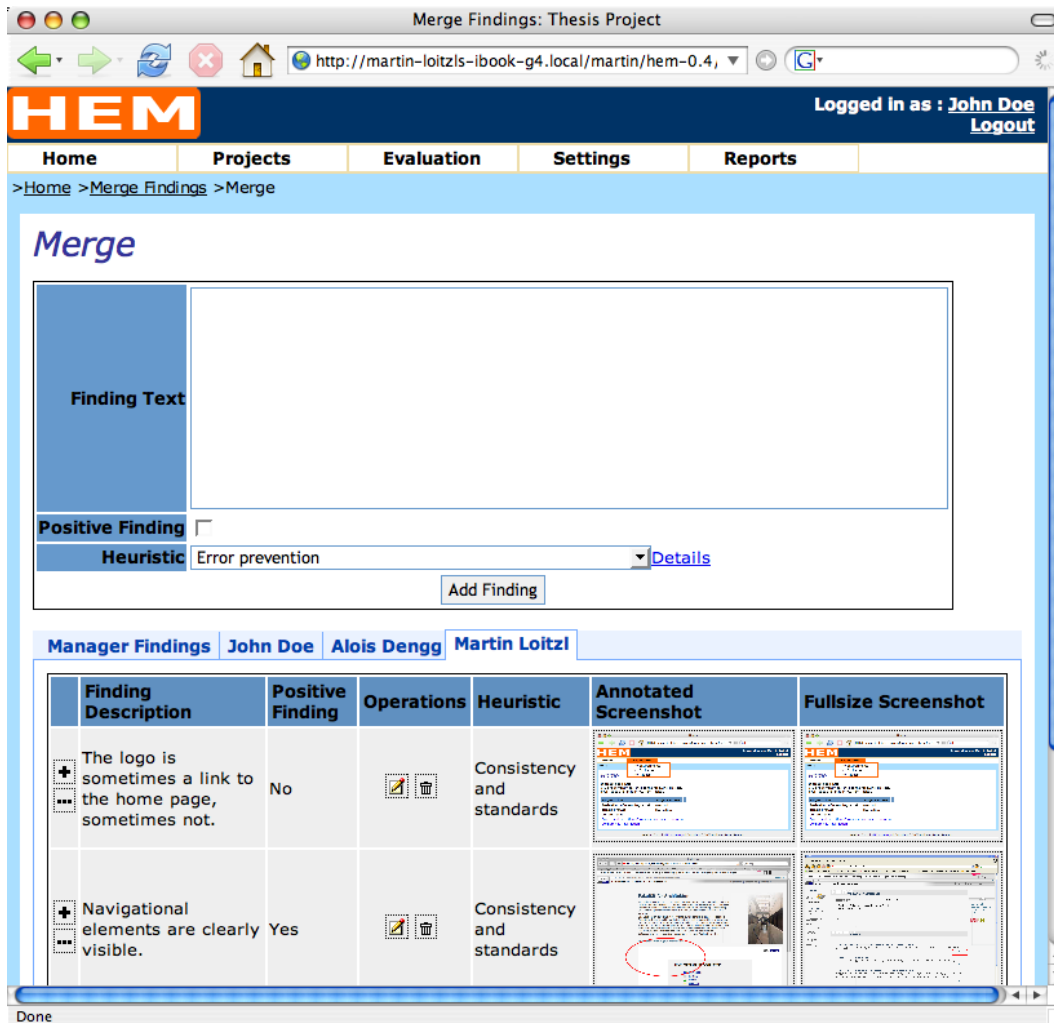 Merge Findings: Thesis Project
http://martin-loitzls-ibook-g4.local/martin/hem-0.4/
G
HEM
Logged in as : John Doe
Logout
Home Projects Evaluation Settings Reports
>Home >Merge Findings >Merge
Merge
Finding Text
Positive Finding
Heuristic Error prevention Details
Add Finding
Manager Findings John Doe Alois Dengg Martin Loitzl
Finding Description Positive Finding Operations Heuristic Annotated Screenshot Fullsize Screenshot
The logo is
sometimes a link to
the home page,
sometimes not.
No
Consistency
and
standards
HEM
HEM
Navigational
elements are clearly
visible.
Yes
Consistency
and
standards
Done